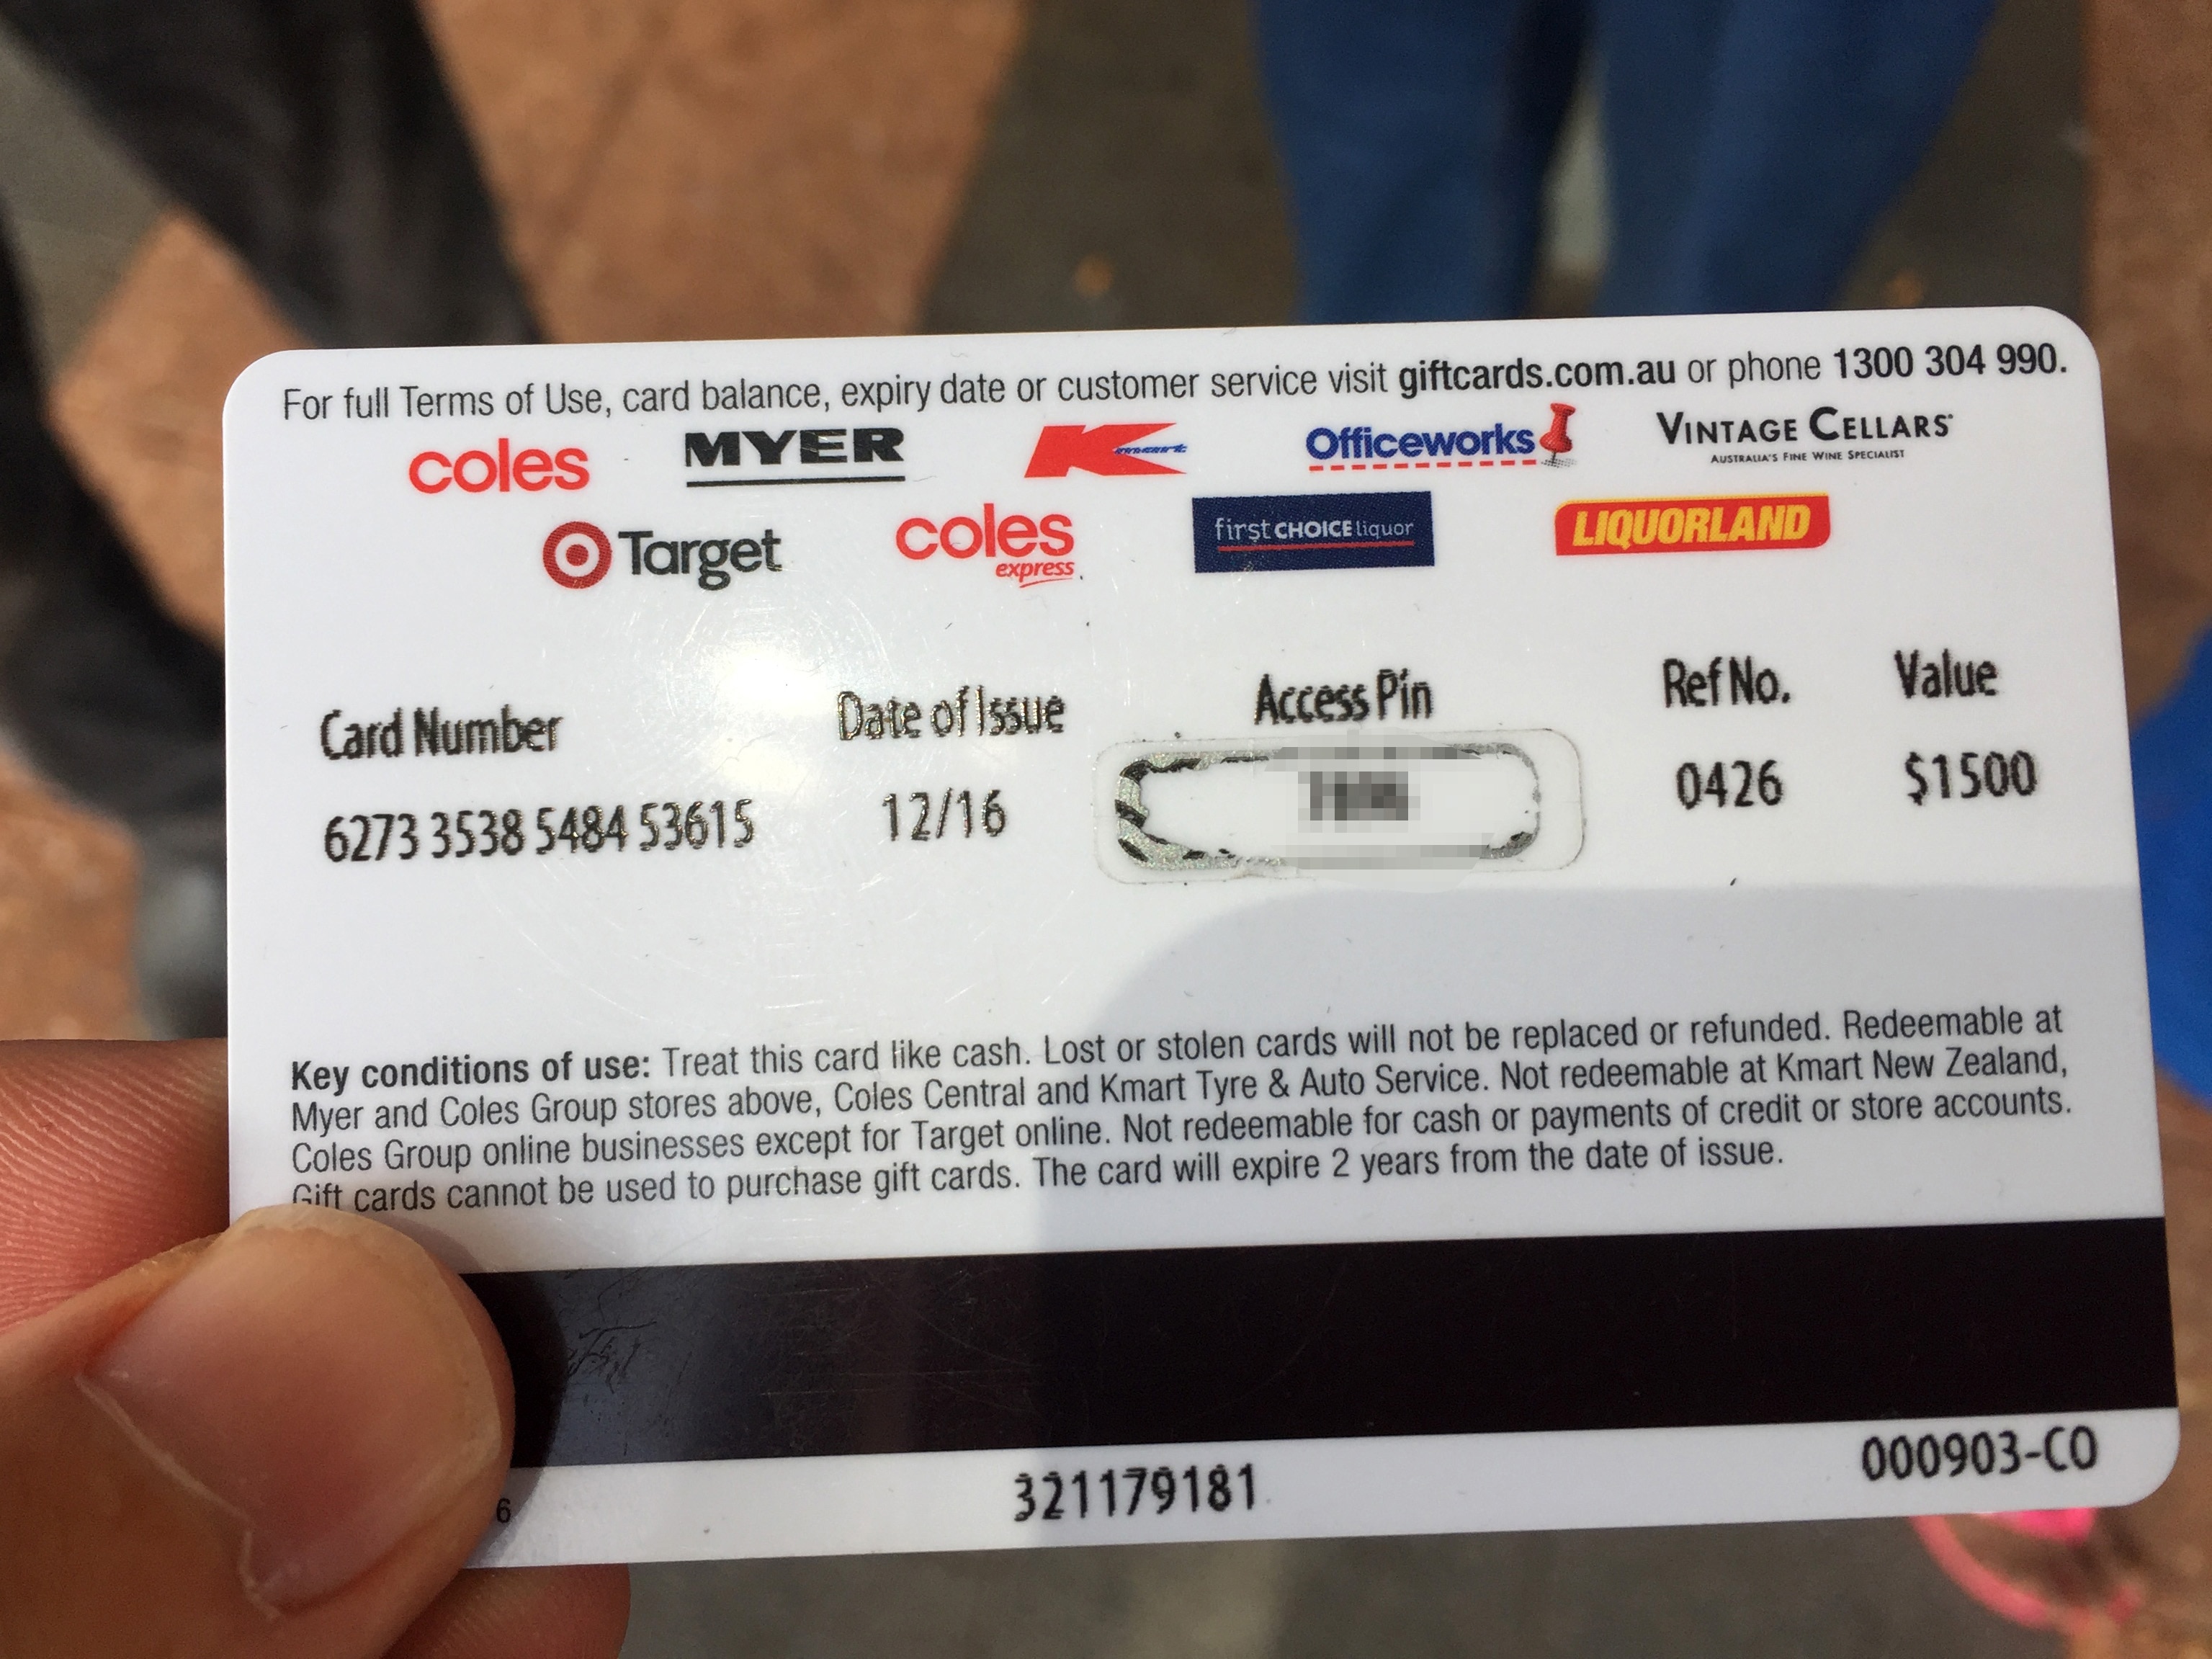 For full Terms of Use, card balance, expiry date or customer service visit giftcards.com.au or phone 1300 304 990.
coles MYER Kmart Officeworks VINTAGE CELLARS
AUSTRALIA'S FINE WINE SPECIALIST
Target coles express firstCHOICEliquor LIQUORLAND
Card Number Date of Issue Access Pin Ref No. Value
6273 3538 5484 53615 12/16 0426 $1500
Key conditions of use: Treat this card like cash. Lost or stolen cards will not be replaced or refunded. Redeemable at
Myer and Coles Group stores above, Coles Central and Kmart Tyre & Auto Service. Not redeemable at Kmart New Zealand,
Coles Group online businesses except for Target online. Not redeemable for cash or payments of credit or store accounts.
Gift cards cannot be used to purchase gift cards. The card will expire 2 years from the date of issue.
6 321179181 000903-CO